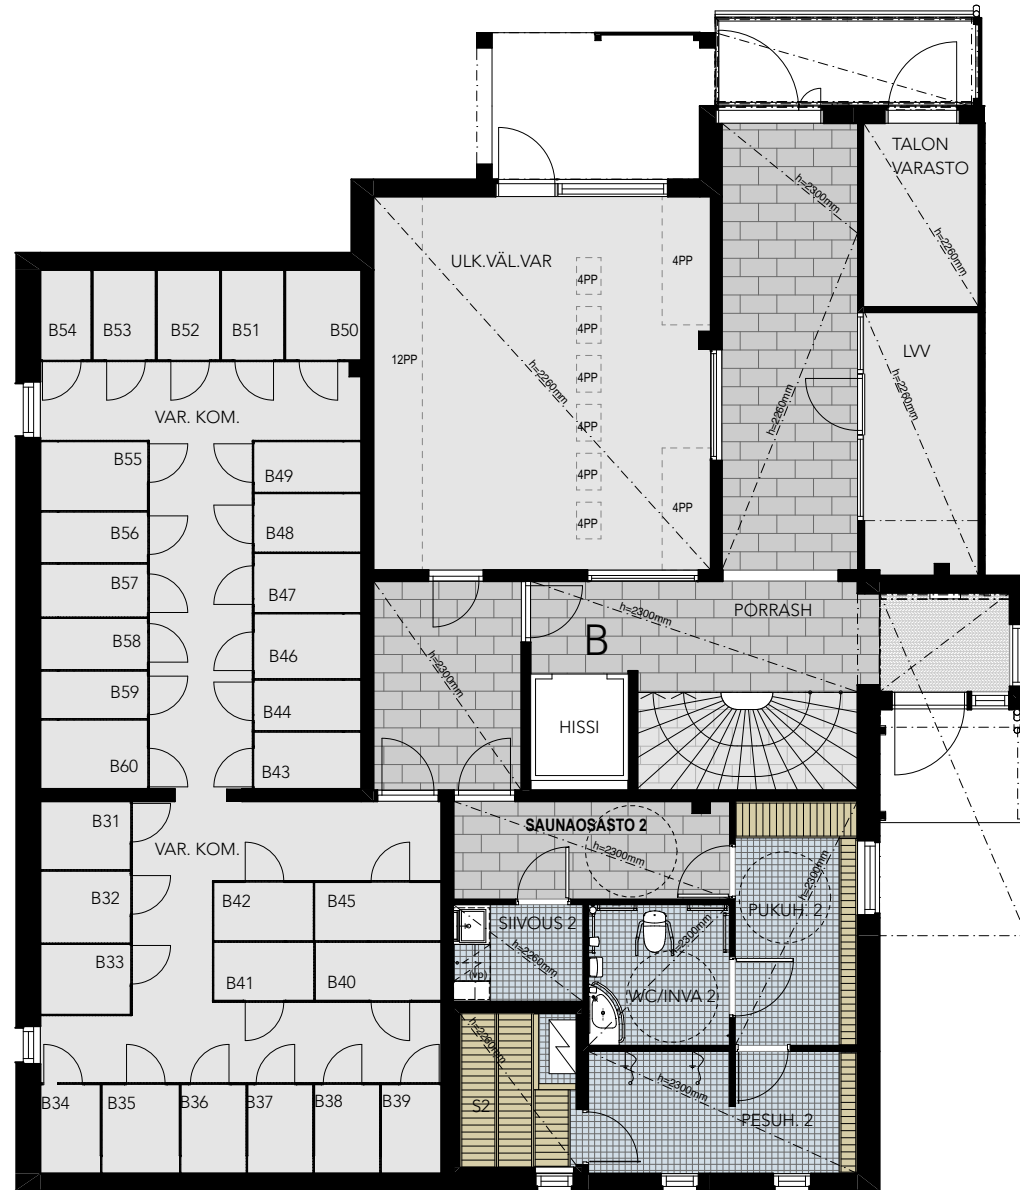 TALON
VARASTO
h=2300mm
h=2260mm
ULK.VÄL.VAR
4PP
4PP
B54
B53
B52
B51
B50
4PP
LVV
12PP
4PP
h=2260mm
h=2260mm
h=2260mm
VAR. KOM.
4PP
B55
B49
4PP
4PP
4PP
B56
B48
B57
B47
PORRASH
h=2300mm
B58
B
B46
h=2300mm
B59
B44
HISSI
B60
B43
B31
SAUNAOSASTO 2
VAR. KOM.
h=2300mm
h=2300mm
B32
B42
B45
PUKUH. 2
SIIVOUS 2
h=2300mm
h=2260mm
B33
(vp)
B41
B40
WC/INVA 2
h=2260mm
h=2300mm
B34
B35
B36
B37
B38
B39
S2
PESUH. 2